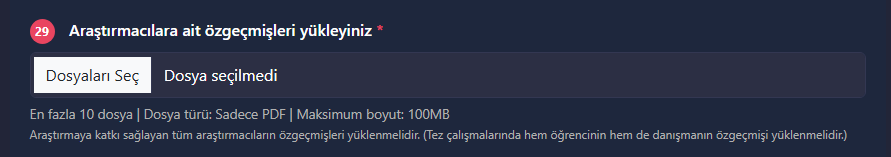 29 Araştırmacılara ait özgeçmişleri yükleyiniz *
Dosyaları Seç Dosya seçilmedi
En fazla 10 dosya | Dosya türü: Sadece PDF | Maksimum boyut: 100MB
Araştırmaya katkı sağlayan tüm araştırmacıların özgeçmişleri yüklenmelidir. (Tez çalışmalarında hem öğrencinin hem de danışmanın özgeçmişi yüklenmelidir.)